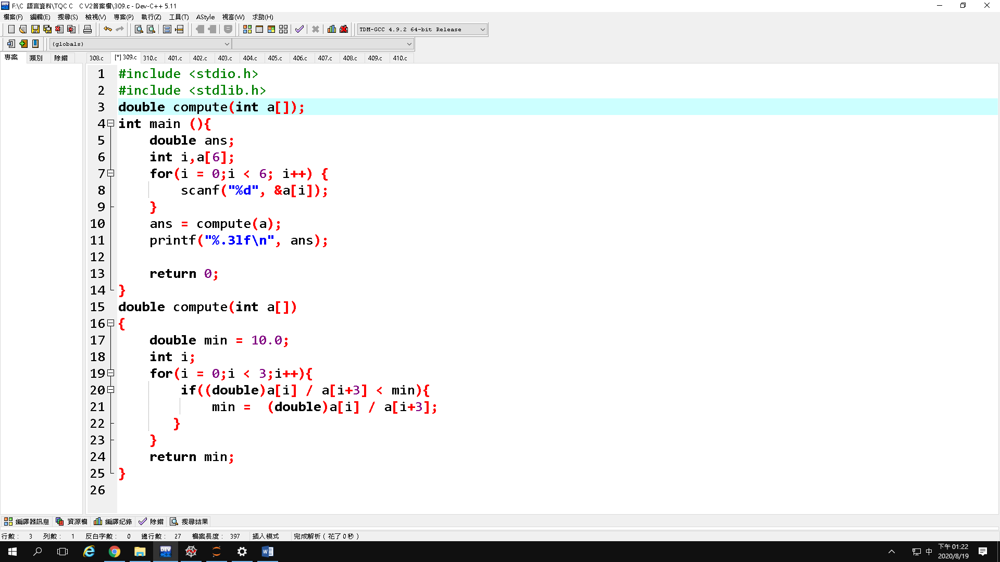 F:\C 語言資料\TQC C C V2答案檔\309.c - Dev-C++ 5.11
檔案(F) 編輯(E) 搜尋(S) 檢視(V) 專案(P) 執行(Z) 工具(T) AStyle 視窗(W) 求助(H)
TDM-GCC 4.9.2 64-bit Release
(globals)
專案 類別 除錯 308.c [*] 309.c 310.c 401.c 402.c 403.c 404.c 405.c 406.c 407.c 408.c 409.c 410.c
1 #include <stdio.h>
2 #include <stdlib.h>
3 double compute(int a[]);
4 int main (){
5 double ans;
6 int i,a[6];
7 for(i = 0;i < 6; i++) {
8 scanf("%d", &a[i]);
9 }
10 ans = compute(a);
11 printf("%.3lf\n", ans);
12
13 return 0;
14 }
15 double compute(int a[])
16 {
17 double min = 10.0;
18 int i;
19 for(i = 0;i < 3;i++){
20 if((double)a[i] / a[i+3] < min){
21 min =  (double)a[i] / a[i+3];
22 }
23 }
24 return min;
25 }
26
編譯器訊息 資源檔 編譯紀錄 除錯 搜尋結果
行數： 3 列數： 1 反白字數： 0 總行數： 27 檔案長度： 397 插入模式 完成解析 ( 花了 0 秒 )
DEV 中 下午 01:22
2020/8/19